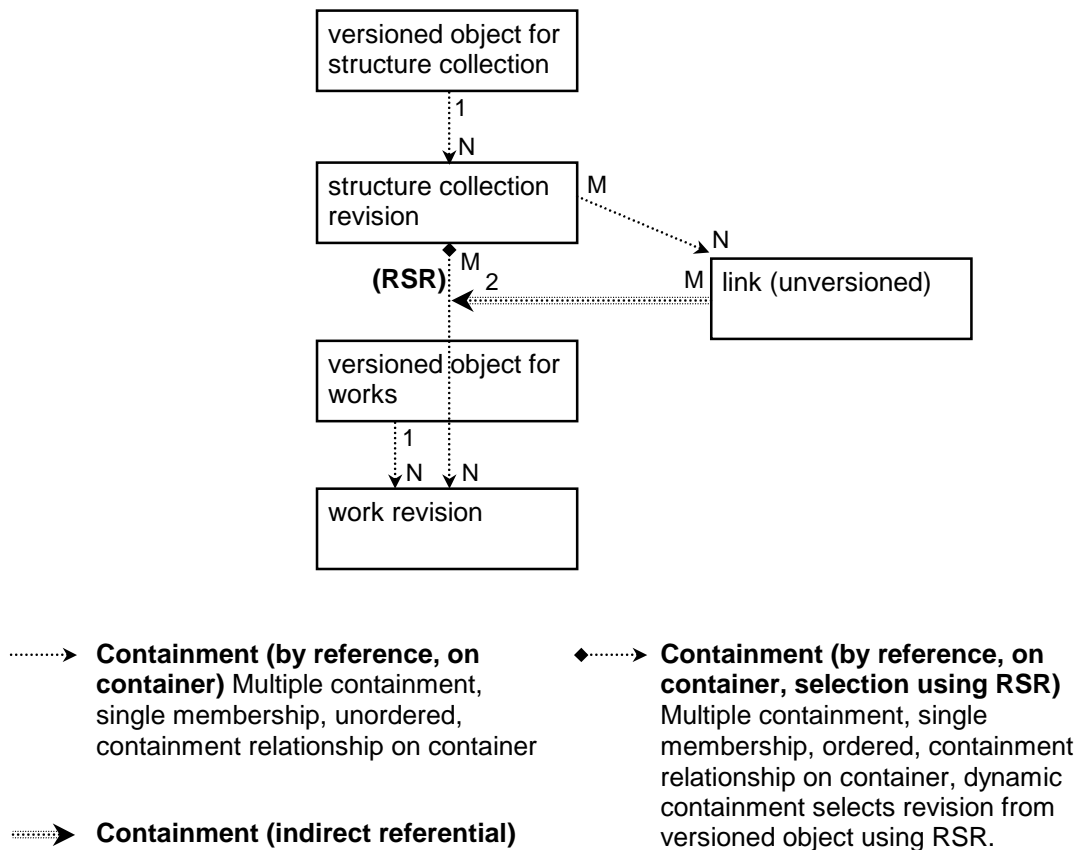 versioned object for
structure collection
1
N
structure collection
revision
M
N
(RSR)
M
2
M
link (unversioned)
versioned object for
works
1
N
N
work revision
Containment (by reference, on
container) Multiple containment,
single membership, unordered,
containment relationship on container
Containment (indirect referential)
Containment (by reference, on
container, selection using RSR)
Multiple containment, single
membership, ordered, containment
relationship on container, dynamic
containment selects revision from
versioned object using RSR.